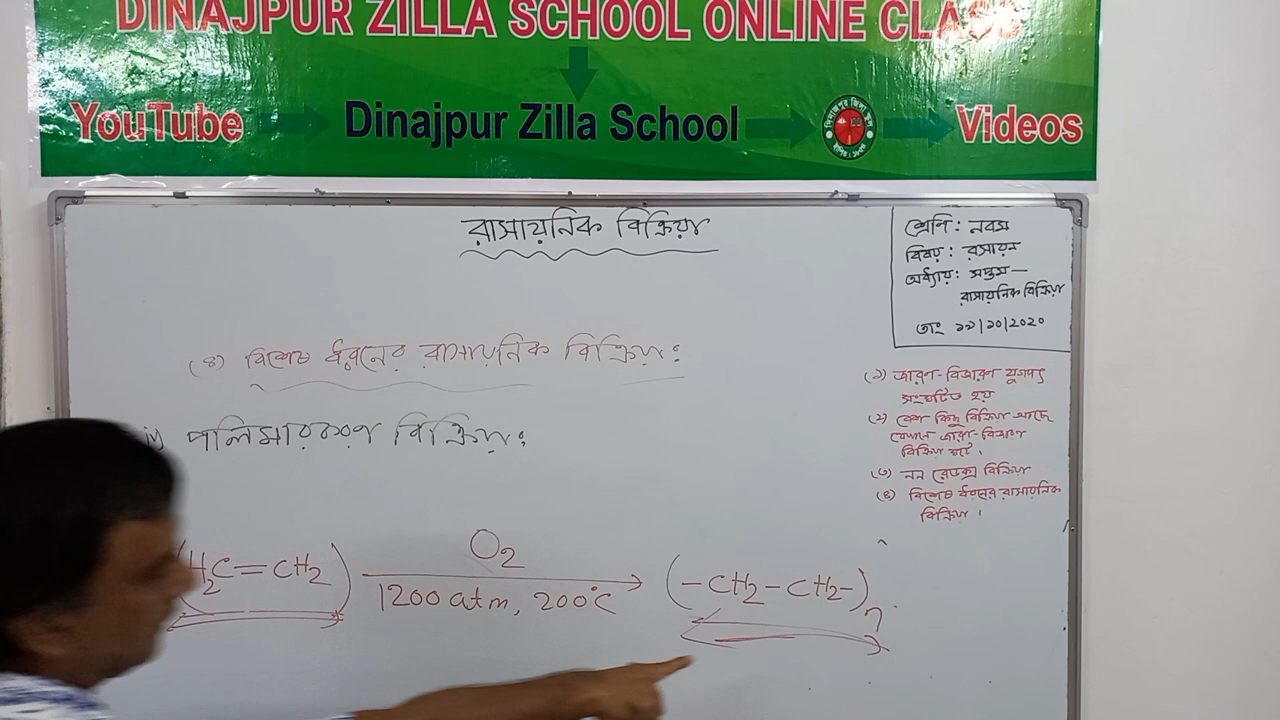 DINAJPUR ZILLA SCHOOL ONLINE CLASS
YouTube Dinajpur Zilla School Videos
রাসায়নিক বিক্রিয়া
শ্রেণি: নবম
বিষয়: রসায়ন
অধ্যায়: সপ্তম—
রাসায়নিক বিক্রিয়া
তাং ১১/১০/২০২০
(৪) বিশেষ ধরনের রাসায়নিক বিক্রিয়া:
পলিমারকরণ বিক্রিয়া:
(১) জারণ-বিজারণ যুগপৎ
সংঘটিত হয়
(২) বেশ কিছু বিক্রিয়া আছে
যেখানে জারণ-বিজারণ
বিক্রিয়া ঘটে।
(৩) নন রেডক্স বিক্রিয়া
(৪) বিশেষ ধরনের রাসায়নিক
বিক্রিয়া।
H₂C=CH₂) O₂ (-CH₂-CH₂-)n
1200 atm, 200°C